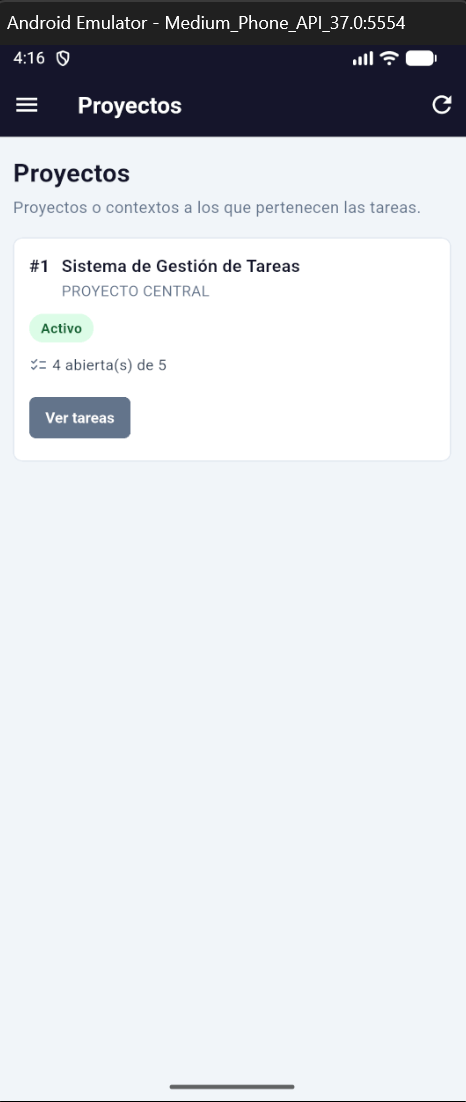 Android Emulator - Medium_Phone_API_37.0:5554
4:16
Proyectos
Proyectos
Proyectos o contextos a los que pertenecen las tareas.
#1 Sistema de Gestión de Tareas
PROYECTO CENTRAL
Activo
4 abierta(s) de 5
Ver tareas